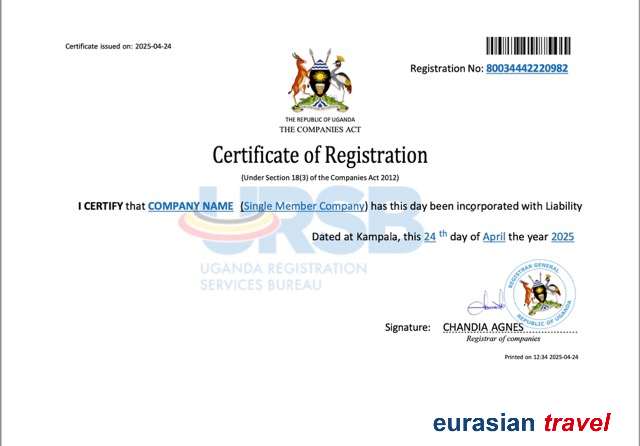 Certificate issued on: 2025-04-24
Registration No: 80034442220982
THE REPUBLIC OF UGANDA
THE COMPANIES ACT
Certificate of Registration
(Under Section 18(3) of the Companies Act 2012)
I CERTIFY that COMPANY NAME (Single Member Company) has this day been incorporated with Liability
Dated at Kampala, this 24 th day of April the year 2025
URSB
UGANDA REGISTRATION
SERVICES BUREAU
REGISTRAR GENERAL
REPUBLIC OF UGANDA
Signature: CHANDIA AGNES
Registrar of companies
Printed on 12:34 2025-04-24
eurasian travel